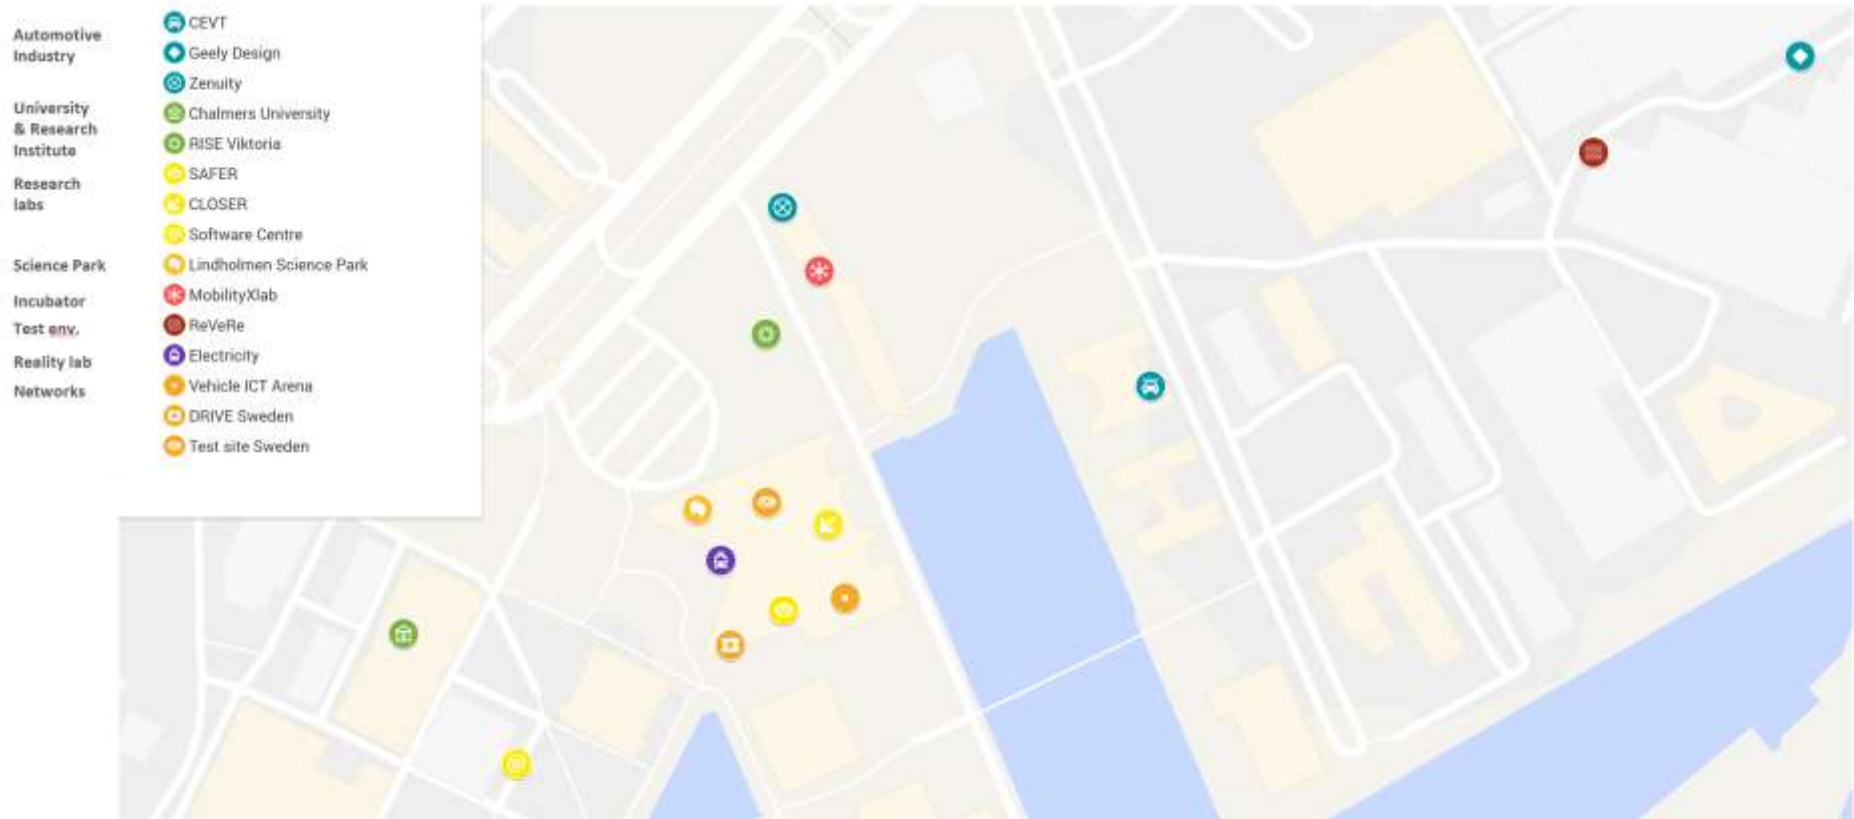 CEVT
Automotive
Industry
Geely Design
Zenuity
University
& Research
Institute
Chalmers University
RISE Viktoria
Research
labs
SAFER
CLOSER
Software Centre
Science Park
Lindholmen Science Park
Incubator
MobilityXlab
Test env.
ReVeRe
Reality lab
Electricity
Networks
Vehicle ICT Arena
DRIVE Sweden
Test site Sweden